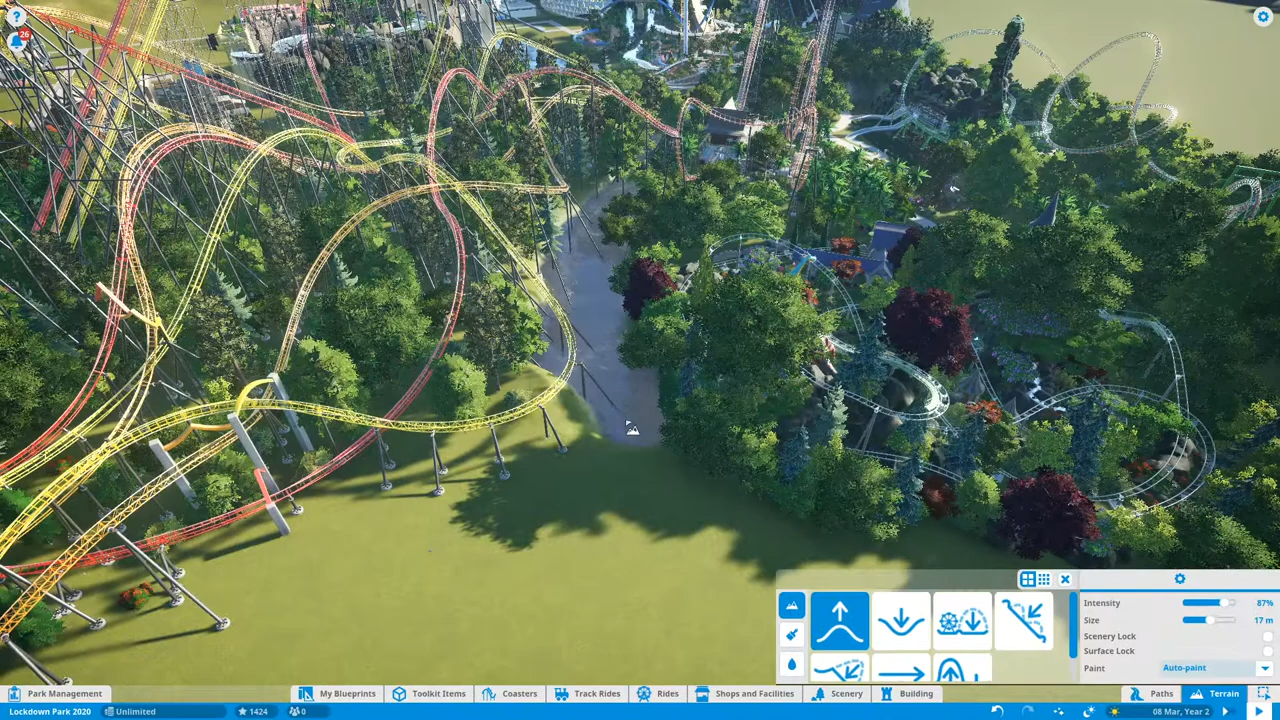 ?
26
Intensity 87%
Size 17 m
Scenery Lock
Surface Lock
Paint Auto-paint
Park Management My Blueprints Toolkit Items Coasters Track Rides Rides Shops and Facilities Scenery Building Paths Terrain
Lockdown Park 2020 Unlimited 1424 0 08 Mar, Year 2